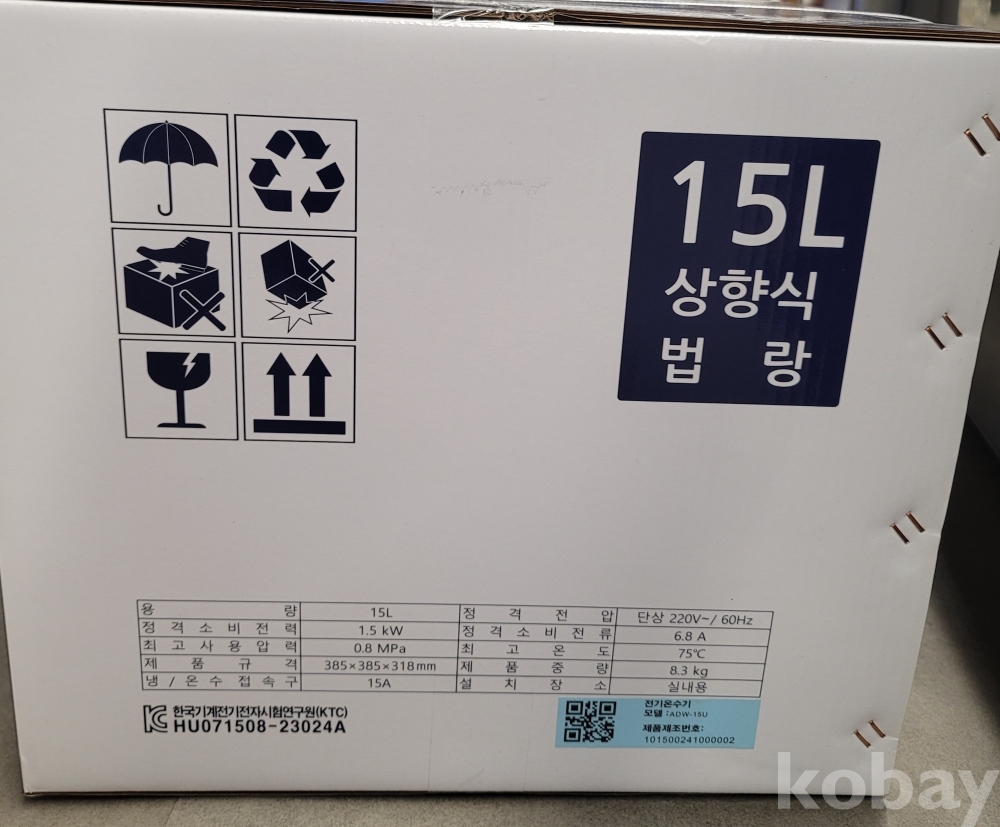 15L
상향식
법 랑
용 량 15L 정 격 전 압 단상 220V~/ 60Hz
정 격 소 비 전 력 1.5 kW 정 격 소 비 전 류 6.8 A
최 고 사 용 압 력 0.8 MPa 최 고 온 도 75℃
제 품 규 격 385×385×318mm 제 품 중 량 8.3 kg
냉 / 온 수 접 속 구 15A 설 치 장 소 실내용
한국기계전기전자시험연구원(KTC)
HU071508-23024A
전기온수기
모델 : ADW-15U
제품제조번호:
101500241000002
kobay